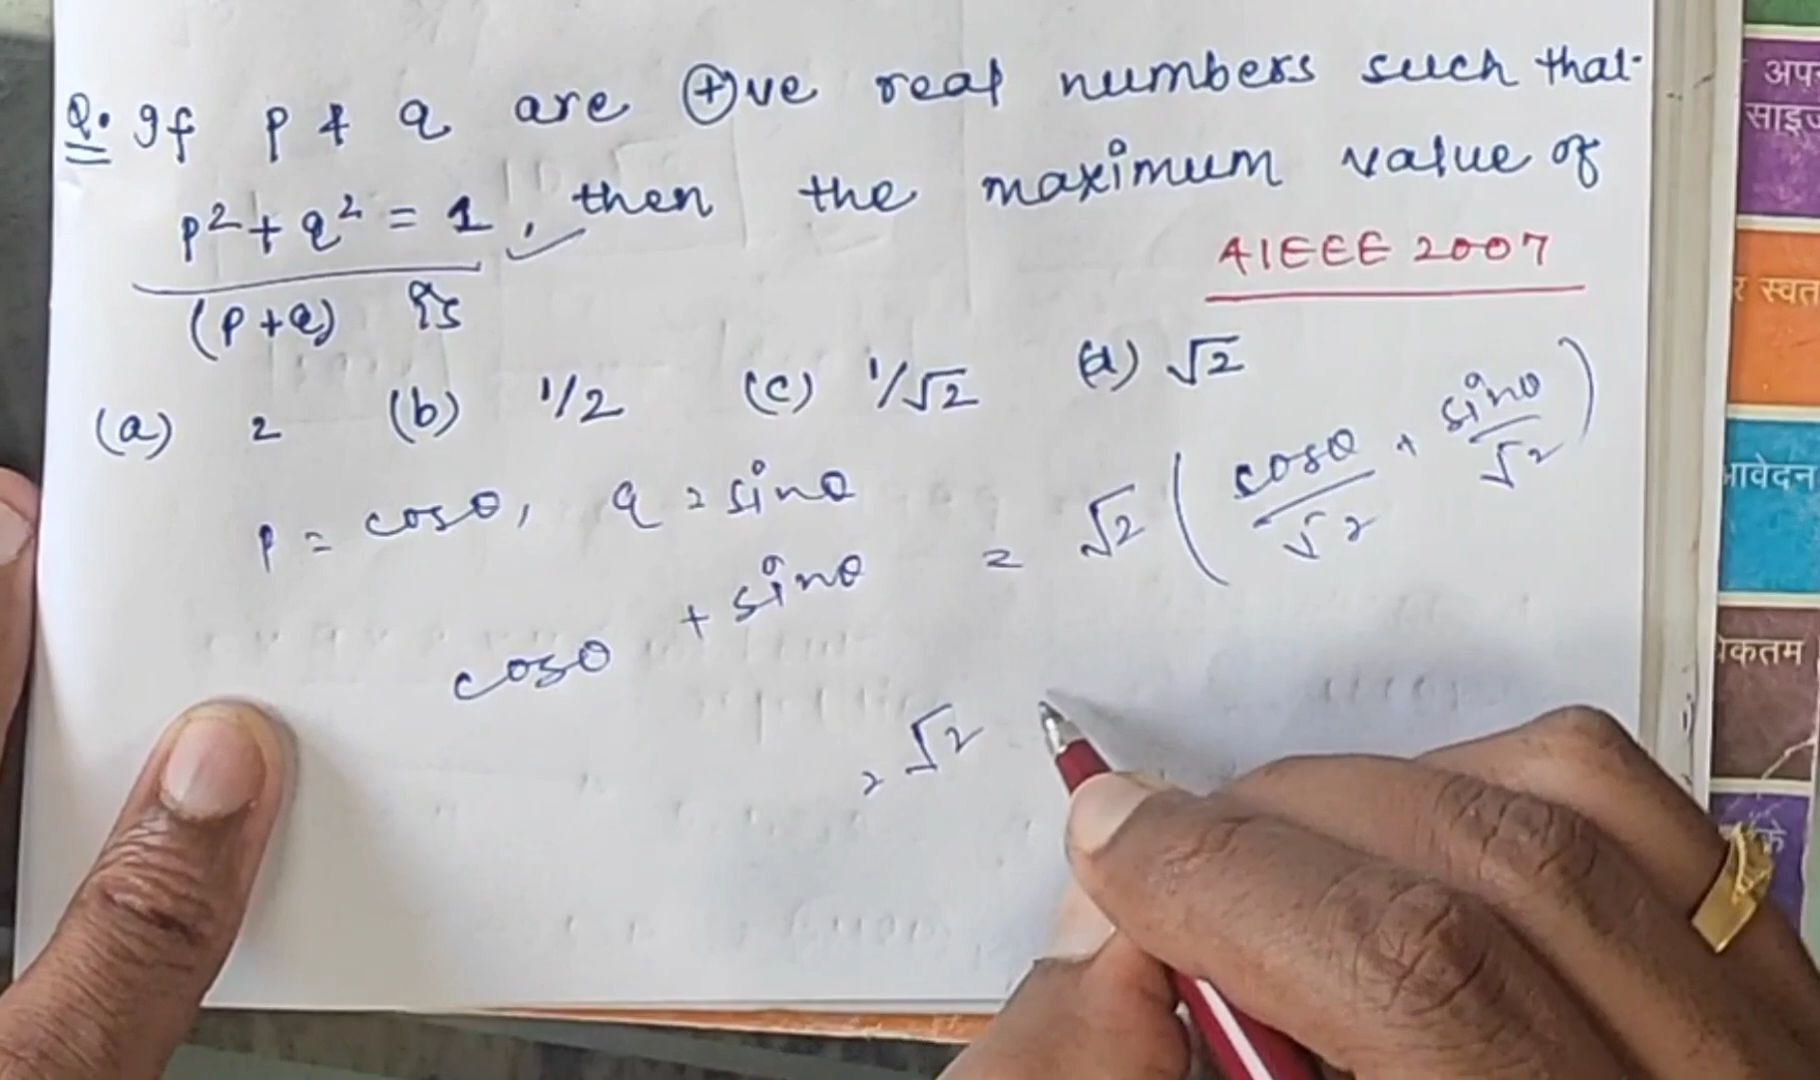 Q. If p & q are ⊕ve real numbers such that
p² + q² = 1, then the maximum value of
(p+q) is
AIEEE 2007
(a) 2 (b) 1/2 (c) 1/√2 (d) √2
p = cosθ, q = sinθ
cosθ + sinθ = √2 (cosθ/√2 + sinθ/√2)
= √2
साइज
स्वत
आवेदन